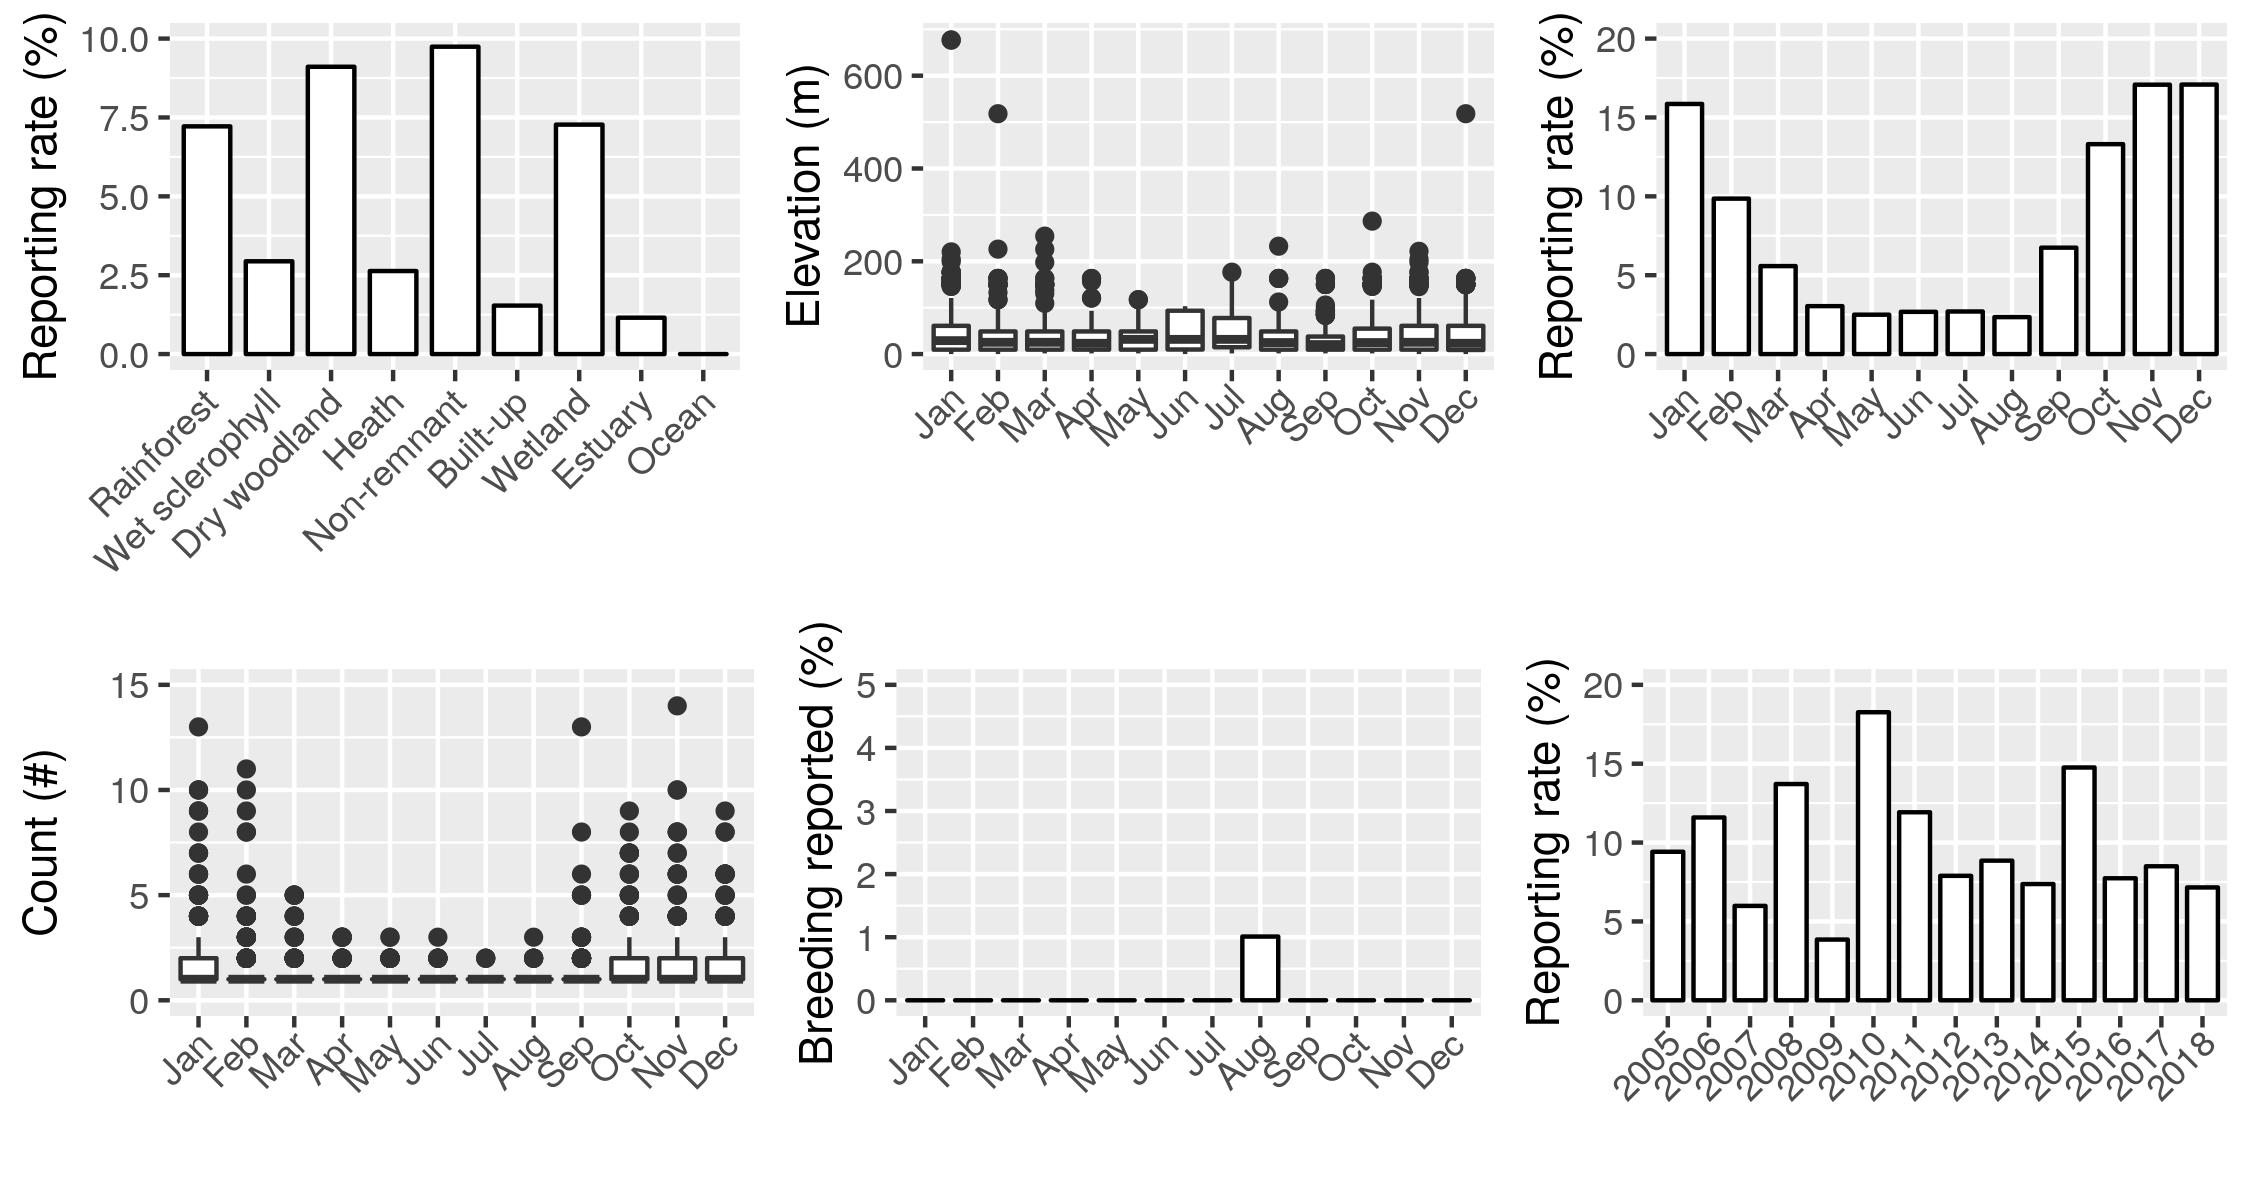 Reporting rate (%)
10.0
7.5
5.0
2.5
0.0
Rainforest
Wet sclerophyll
Dry woodland
Heath
Non-remnant
Built-up
Wetland
Estuary
Ocean
Elevation (m)
600
400
200
0
Jan Feb Mar Apr May Jun Jul Aug Sep Oct Nov Dec
Reporting rate (%)
20
15
10
5
0
Jan Feb Mar Apr May Jun Jul Aug Sep Oct Nov Dec
Count (#)
15
10
5
0
Jan Feb Mar Apr May Jun Jul Aug Sep Oct Nov Dec
Breeding reported (%)
5
4
3
2
1
0
Jan Feb Mar Apr May Jun Jul Aug Sep Oct Nov Dec
Reporting rate (%)
20
15
10
5
0
2005 2006 2007 2008 2009 2010 2011 2012 2013 2014 2015 2016 2017 2018